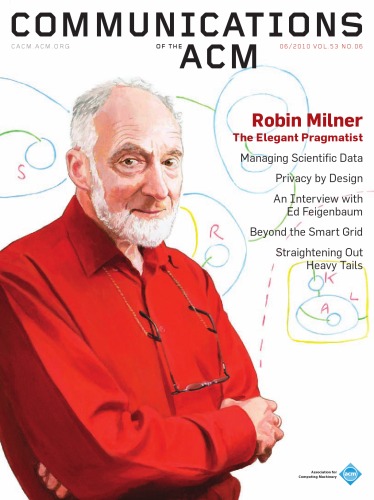 COMMUNICATIONS
CACM.ACM.ORG OF THE ACM 06/2010 VOL.53 NO.06
Robin Milner
The Elegant Pragmatist
Managing Scientific Data
Privacy by Design
An Interview with
Ed Feigenbaum
Beyond the Smart Grid
Straightening Out
Heavy Tails
S
R
K
L
A
Association for
Computing Machinery
acm